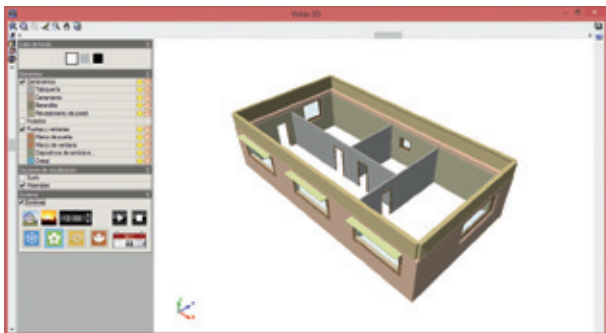 Vistas 3D
Color de fondo
Elementos
Cerramientos
Tabiquería
Cerramiento
Barandilla
Revestimiento de pared
Puertas y ventanas
Marco de puerta
Marco de ventana
Dispositivos de sombra e...
Cristal
Opciones de visualización
Suelo
Materiales
Sombras
Sombras